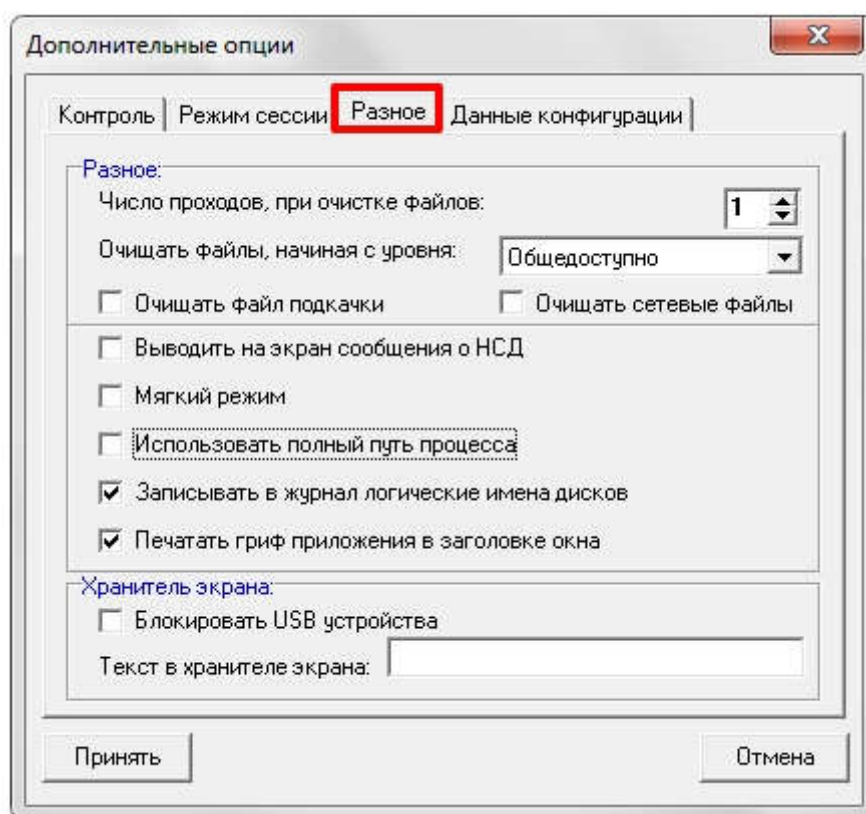 Дополнительные опции
Контроль Режим сессии Разное Данные конфигурации
Разное:
Число проходов, при очистке файлов: 1
Очищать файлы, начиная с уровня: Общедоступно
Очищать файл подкачки Очищать сетевые файлы
Выводить на экран сообщения о НСД
Мягкий режим
Использовать полный путь процесса
Записывать в журнал логические имена дисков
Печатать гриф приложения в заголовке окна
Хранитель экрана:
Блокировать USB устройства
Текст в хранителе экрана:
Принять Отмена